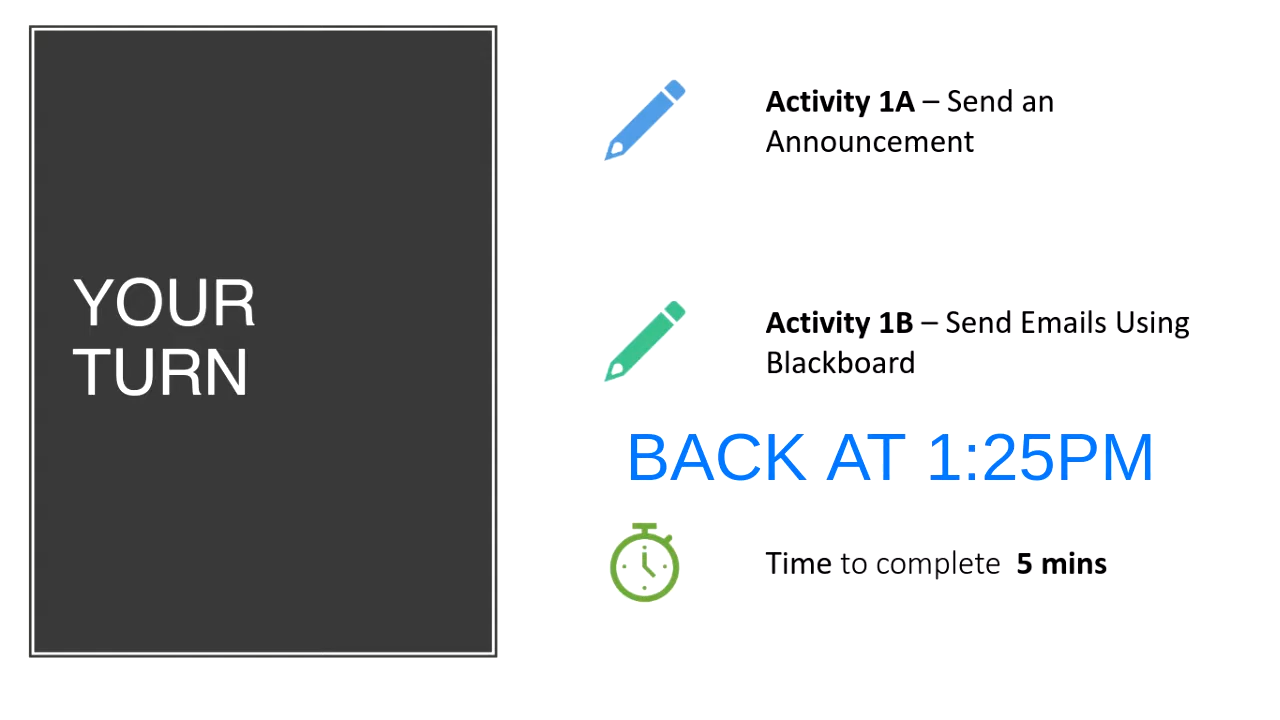 YOUR
TURN
Activity 1A – Send an
Announcement
Activity 1B – Send Emails Using
Blackboard
BACK AT 1:25PM
Time to complete  5 mins